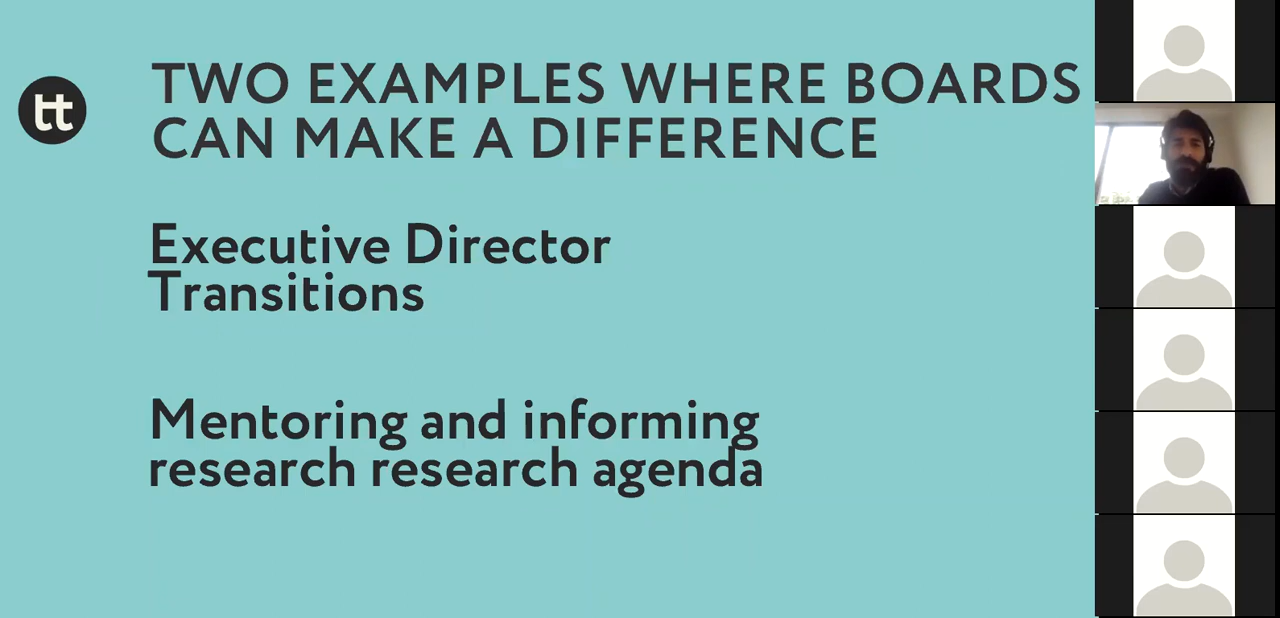 tt
TWO EXAMPLES WHERE BOARDS
CAN MAKE A DIFFERENCE
Executive Director
Transitions
Mentoring and informing
research research agenda